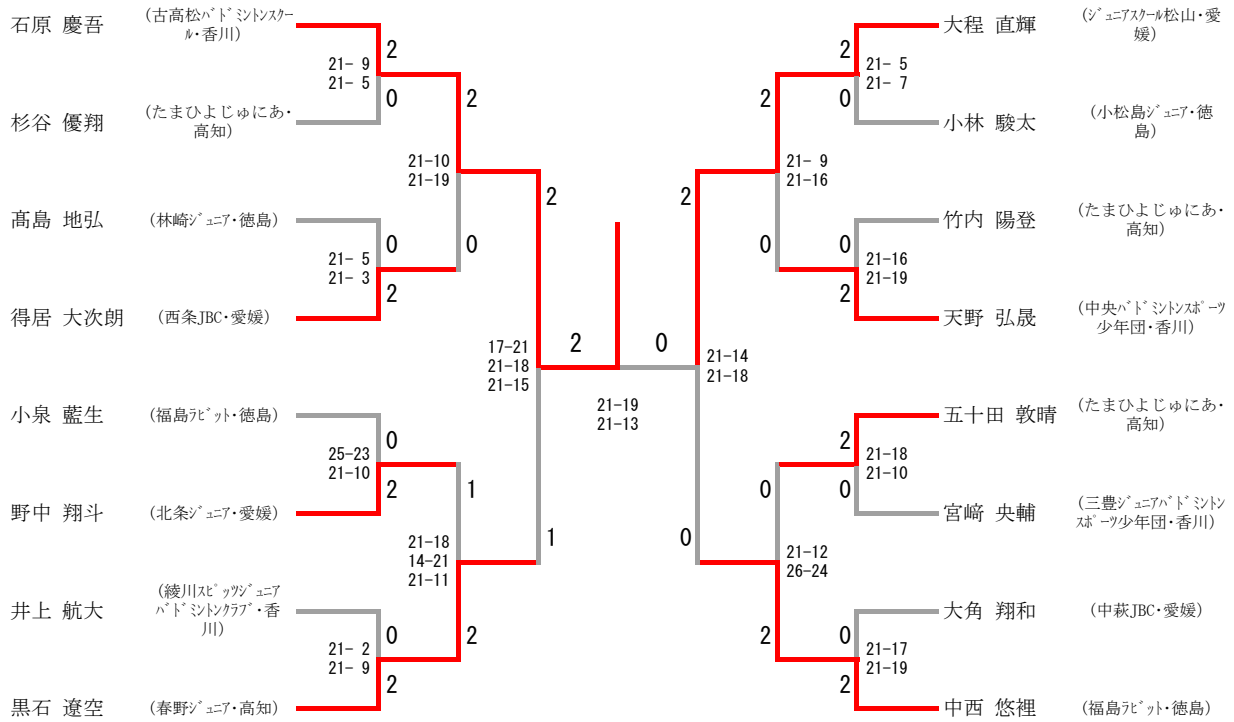 石原 慶吾
(古高松ﾊﾞﾄﾞﾐﾝﾄﾝｽｸｰ
ﾙ・香川)
2
21- 9
21- 5
0
杉谷 優翔
(たまひよじゅにあ・
高知)
2
21-10
21-19
0
髙島 地弘
(林崎ｼﾞｭﾆｱ・徳島)
0
21- 5
21- 3
2
得居 大次朗
(西条JBC・愛媛)
2
17-21
21-18
21-15
1
小泉 藍生
(福島ﾗﾋﾞｯﾄ・徳島)
0
25-23
21-10
2
野中 翔斗
(北条ｼﾞｭﾆｱ・愛媛)
1
21-18
14-21
21-11
2
井上 航大
(綾川ｽﾋﾟｯﾂｼﾞｭﾆｱ
ﾊﾞﾄﾞﾐﾝﾄﾝｸﾗﾌﾞ・香
川)
0
21- 2
21- 9
2
黒石 遼空
(春野ｼﾞｭﾆｱ・高知)
2
0
21-19
21-13
大程 直輝
(ｼﾞｭﾆｱｽｸｰﾙ松山・愛
媛)
2
21- 5
21- 7
0
小林 駿太
(小松島ｼﾞｭﾆｱ・徳
島)
2
21- 9
21-16
0
竹内 陽登
(たまひよじゅにあ・
高知)
0
21-16
21-19
2
天野 弘晟
(中央ﾊﾞﾄﾞﾐﾝﾄﾝｽﾎﾟｰﾂ
少年団・香川)
2
21-14
21-18
0
五十田 敦晴
(たまひよじゅにあ・
高知)
2
21-18
21-10
0
宮﨑 央輔
(三豊ｼﾞｭﾆｱﾊﾞﾄﾞﾐﾝﾄﾝ
ｽﾎﾟｰﾂ少年団・香川)
0
21-12
26-24
2
大角 翔和
(中萩JBC・愛媛)
0
21-17
21-19
2
中西 悠裡
(福島ﾗﾋﾞｯﾄ・徳島)